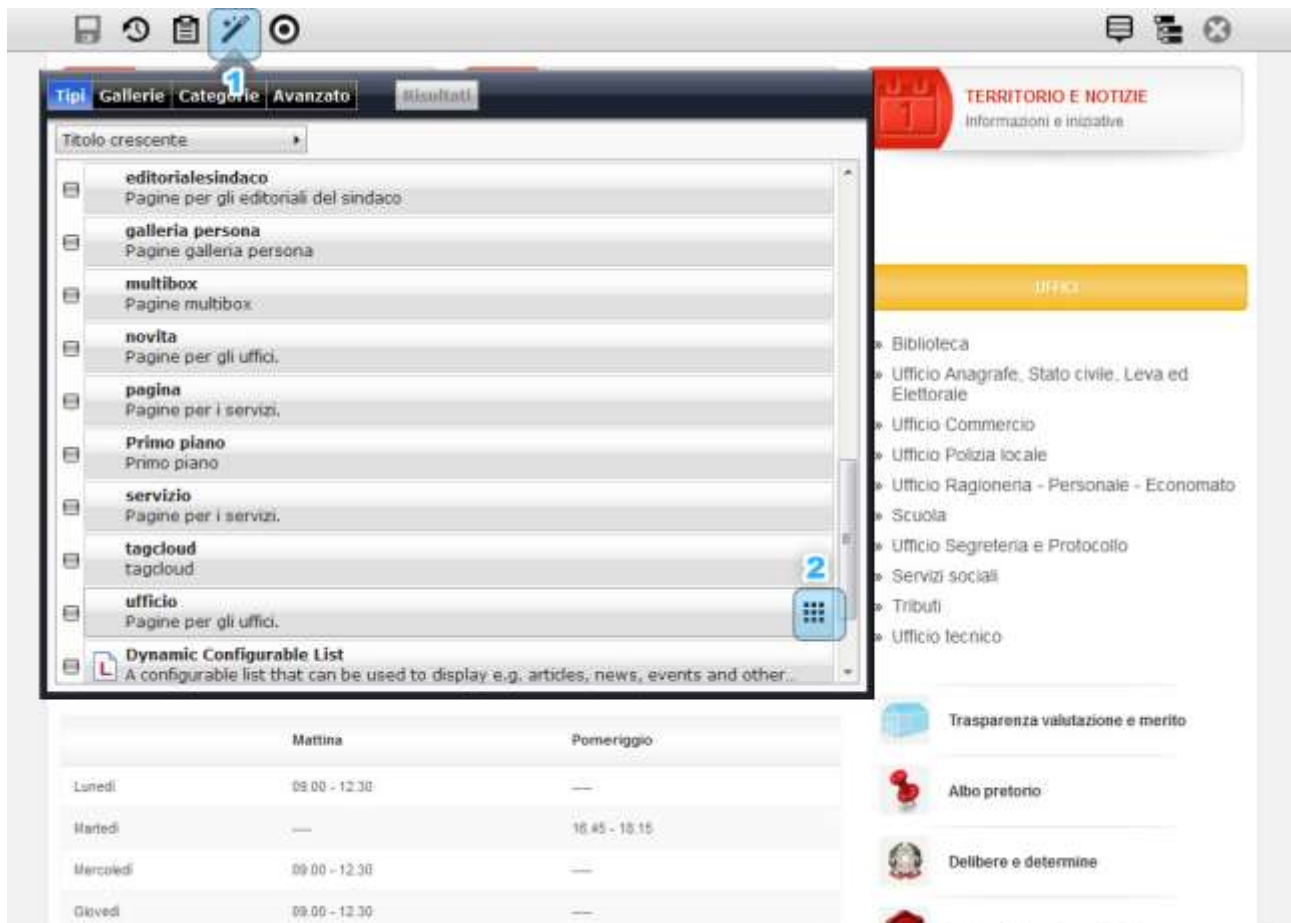 1
Tipi Gallerie Categorie Avanzato Risultati
Titolo crescente
editorialesindaco
Pagine per gli editoriali del sindaco
galleria persona
Pagine galleria persona
multibox
Pagine multibox
novita
Pagine per gli uffici.
pagina
Pagine per i servizi.
Primo piano
Primo piano
servizio
Pagine per i servizi.
tagcloud
tagcloud
2
ufficio
Pagine per gli uffici.
L
Dynamic Configurable List
A configurable list that can be used to display e.g. articles, news, events and other...
1
TERRITORIO E NOTIZIE
Informazioni e iniziative
UFFICI
» Biblioteca
» Ufficio Anagrafe, Stato civile, Leva ed
Elettorale
» Ufficio Commercio
» Ufficio Polizia locale
» Ufficio Ragioneria - Personale - Economato
» Scuola
» Ufficio Segreteria e Protocollo
» Servizi sociali
» Tributi
» Ufficio tecnico
Mattina Pomeriggio
Lunedì 09.00 - 12.30 ----
Martedì ---- 16.45 - 18.15
Mercoledì 09.00 - 12.30 ----
Giovedì 09.00 - 12.30 ----
Trasparenza valutazione e merito
Albo pretorio
Delibere e determine